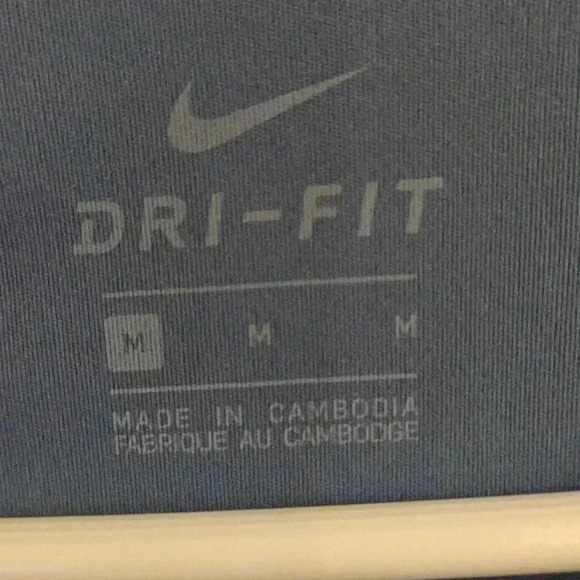 DRI-FIT
M M M
MADE IN CAMBODIA
FABRIQUE AU CAMBODGE